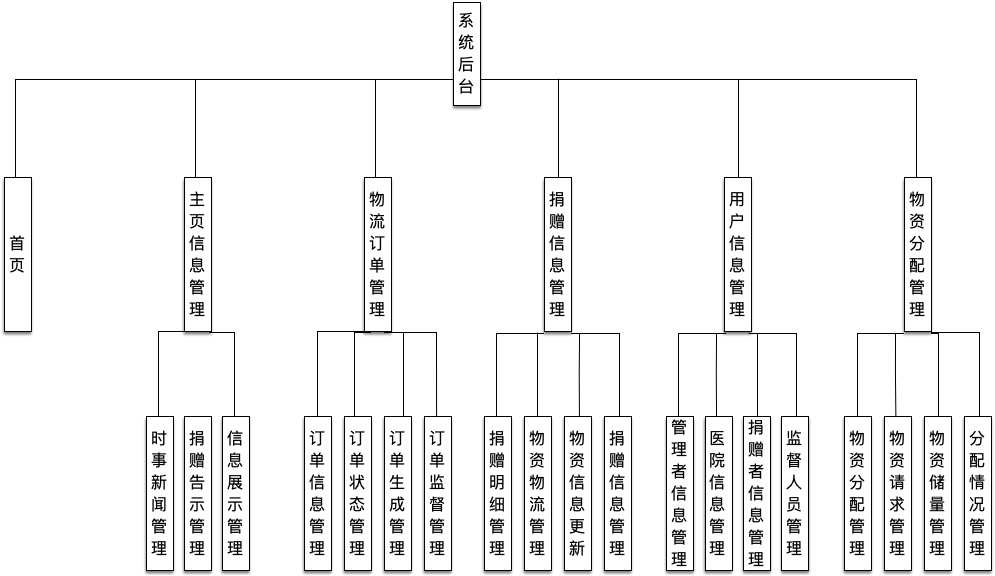 系统后台
首页
主页信息管理
物流订单管理
捐赠信息管理
用户信息管理
物资分配管理
时事新闻管理
捐赠告示管理
信息展示管理
订单信息管理
订单状态管理
订单生成管理
订单监督管理
捐赠明细管理
物资物流管理
物资信息更新
捐赠信息管理
管理者信息管理
医院信息管理
捐赠者信息管理
监督人员管理
物资分配管理
物资请求管理
物资储量管理
分配情况管理